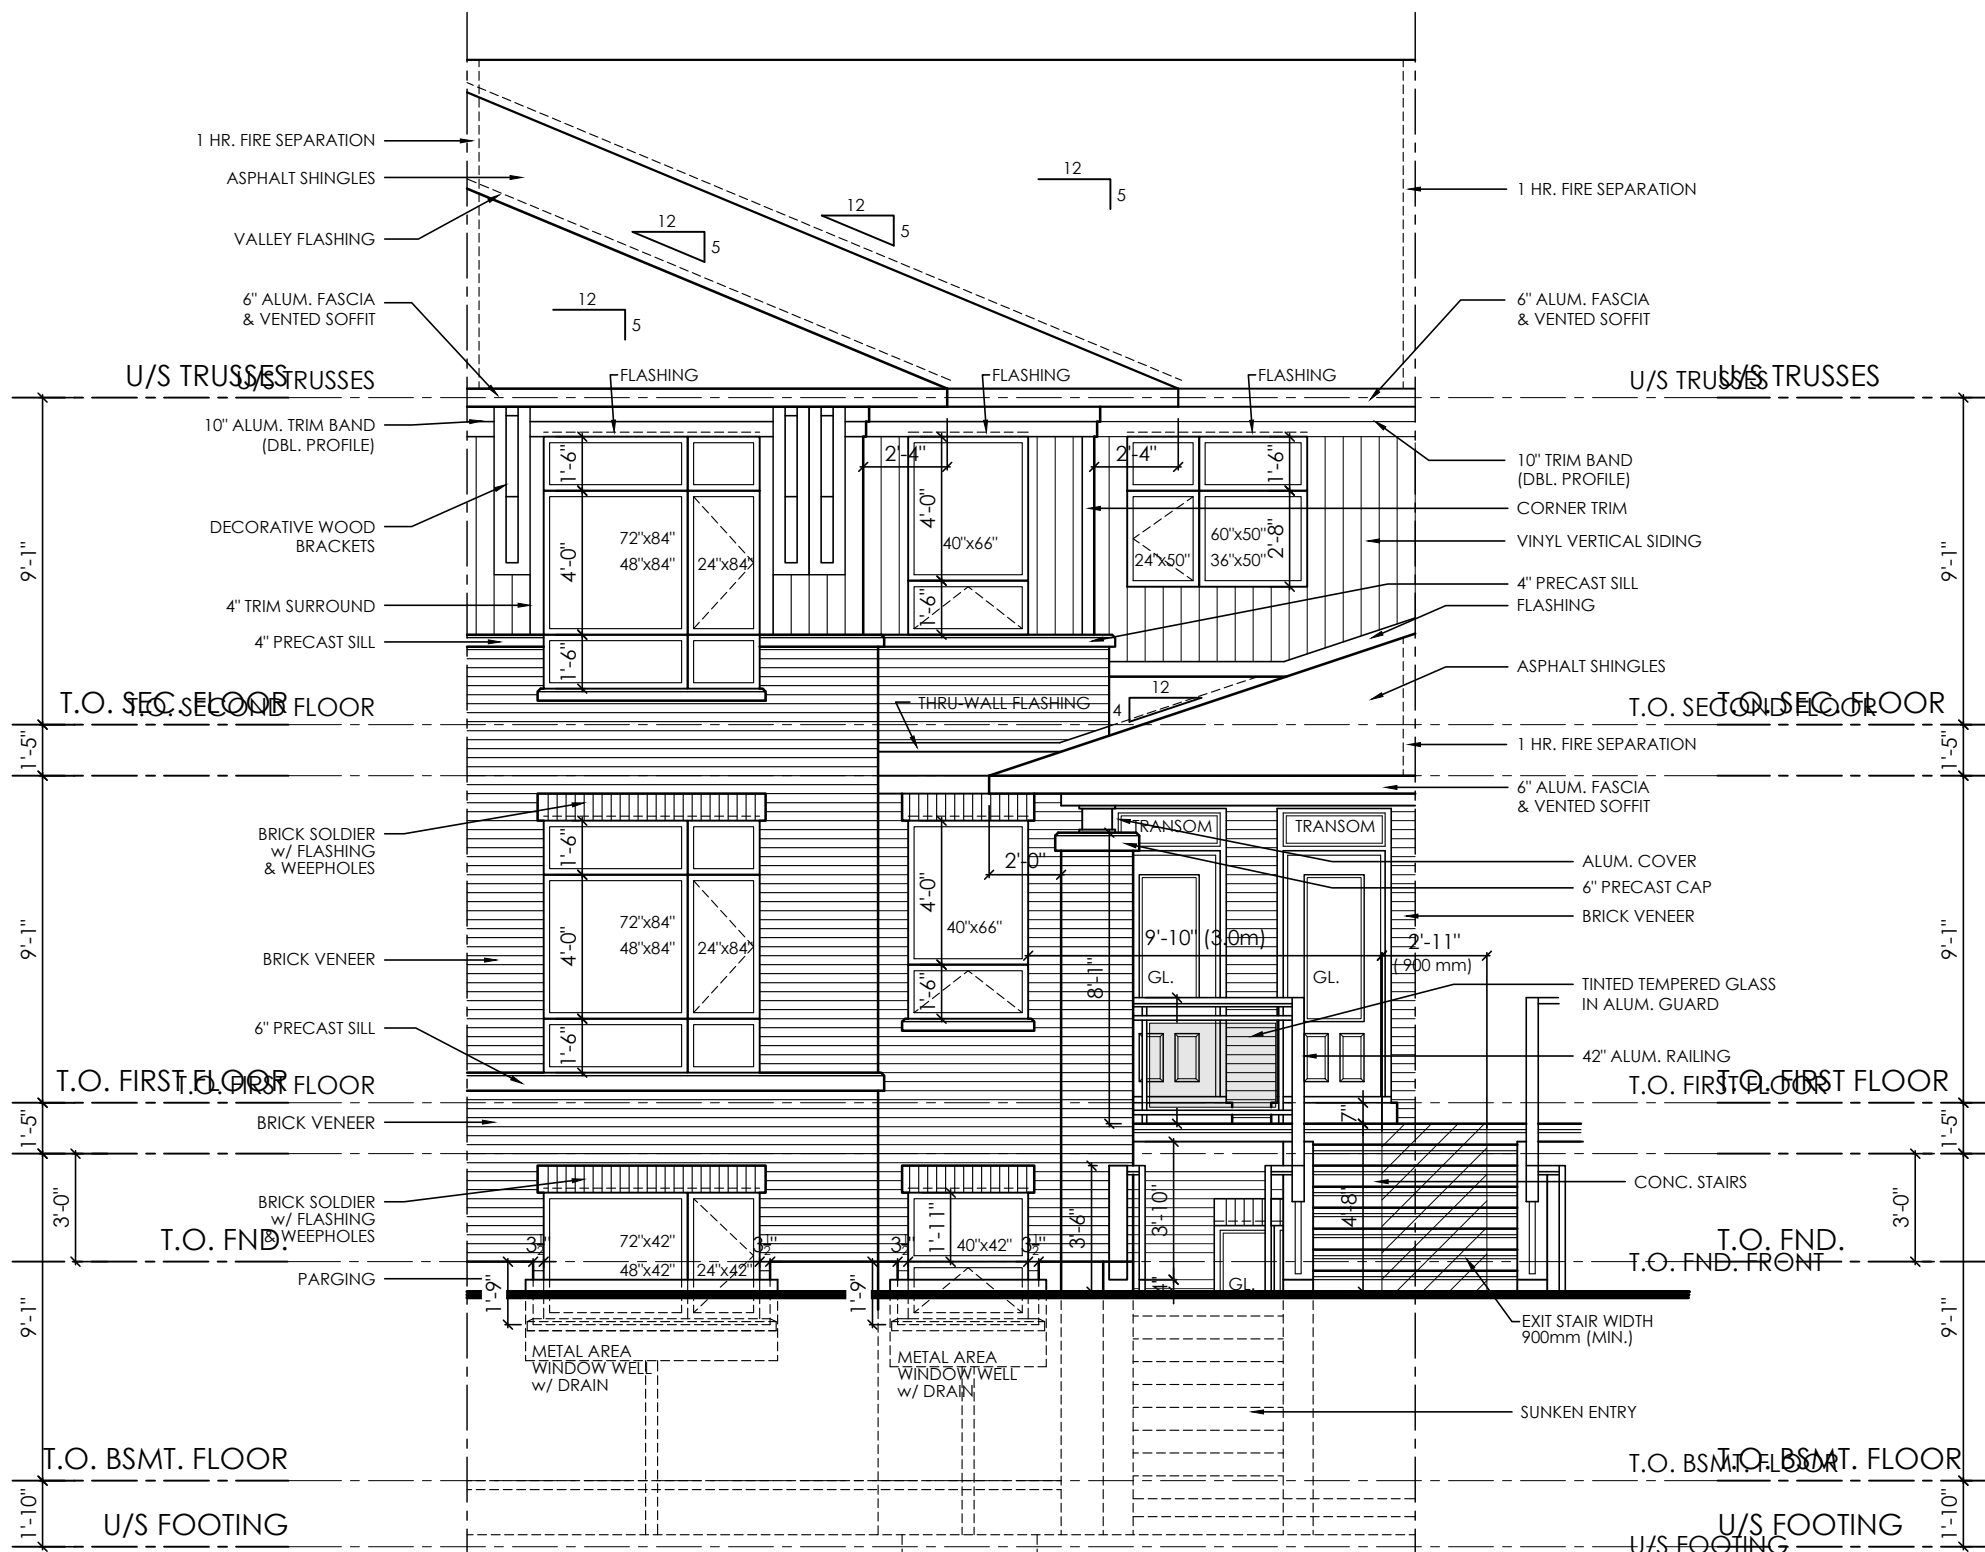 1 HR. FIRE SEPARATION
ASPHALT SHINGLES
VALLEY FLASHING
6" ALUM. FASCIA
& VENTED SOFFIT
U/S TRUSSES
U/S TRUSSES
10" ALUM. TRIM BAND
(DBL. PROFILE)
DECORATIVE WOOD
BRACKETS
4" TRIM SURROUND
4" PRECAST SILL
T.O. SEC. FLOOR
T.O. SECOND FLOOR
BRICK SOLDIER
w/ FLASHING
& WEEPHOLES
BRICK VENEER
6" PRECAST SILL
T.O. FIRST FLOOR
T.O. FIRST FLOOR
BRICK VENEER
BRICK SOLDIER
w/ FLASHING
& WEEPHOLES
T.O. FND.
PARGING
T.O. BSMT. FLOOR
U/S FOOTING
9'-1"
1'-5"
9'-1"
1'-5"
3'-0"
9'-1"
1'-10"
12
5
12
5
12
5
12
5
FLASHING
FLASHING
FLASHING
1'-6"
4'-0"
1'-6"
72"x84"
48"x84"
24"x84"
2'-4"
4'-0"
1'-6"
40"x66"
2'-4"
1'-6"
2'-8"
60"x50"
24"x50"
36"x50"
THRU-WALL FLASHING
12
4
1'-6"
4'-0"
1'-6"
72"x84"
48"x84"
24"x84"
4'-0"
1'-6"
40"x66"
2'-0"
TRANSOM
TRANSOM
9'-10" (3.0m)
2'-11"
(900 mm)
8'-1"
GL.
GL.
7"
3'-10"
3'-6"
4'-8"
4"
GL.
3½"
72"x42"
48"x42"
24"x42"
3½"
1'-9"
3½"
1'-11"
40"x42"
3½"
1'-9"
METAL AREA
WINDOW WELL
w/ DRAIN
METAL AREA
WINDOW WELL
w/ DRAIN
1 HR. FIRE SEPARATION
6" ALUM. FASCIA
& VENTED SOFFIT
U/S TRUSSES
U/S TRUSSES
10" TRIM BAND
(DBL. PROFILE)
CORNER TRIM
VINYL VERTICAL SIDING
4" PRECAST SILL
FLASHING
ASPHALT SHINGLES
T.O. SECOND FLOOR
T.O. SEC. FLOOR
1 HR. FIRE SEPARATION
6" ALUM. FASCIA
& VENTED SOFFIT
ALUM. COVER
6" PRECAST CAP
BRICK VENEER
TINTED TEMPERED GLASS
IN ALUM. GUARD
42" ALUM. RAILING
T.O. FIRST FLOOR
T.O. FIRST FLOOR
CONC. STAIRS
T.O. FND.
T.O. FND. FRONT
EXIT STAIR WIDTH
900mm (MIN.)
SUNKEN ENTRY
T.O. BSMT. FLOOR
T.O. BSMT. FLOOR
U/S FOOTING
U/S FOOTING
9'-1"
1'-5"
9'-1"
1'-5"
3'-0"
9'-1"
1'-10"